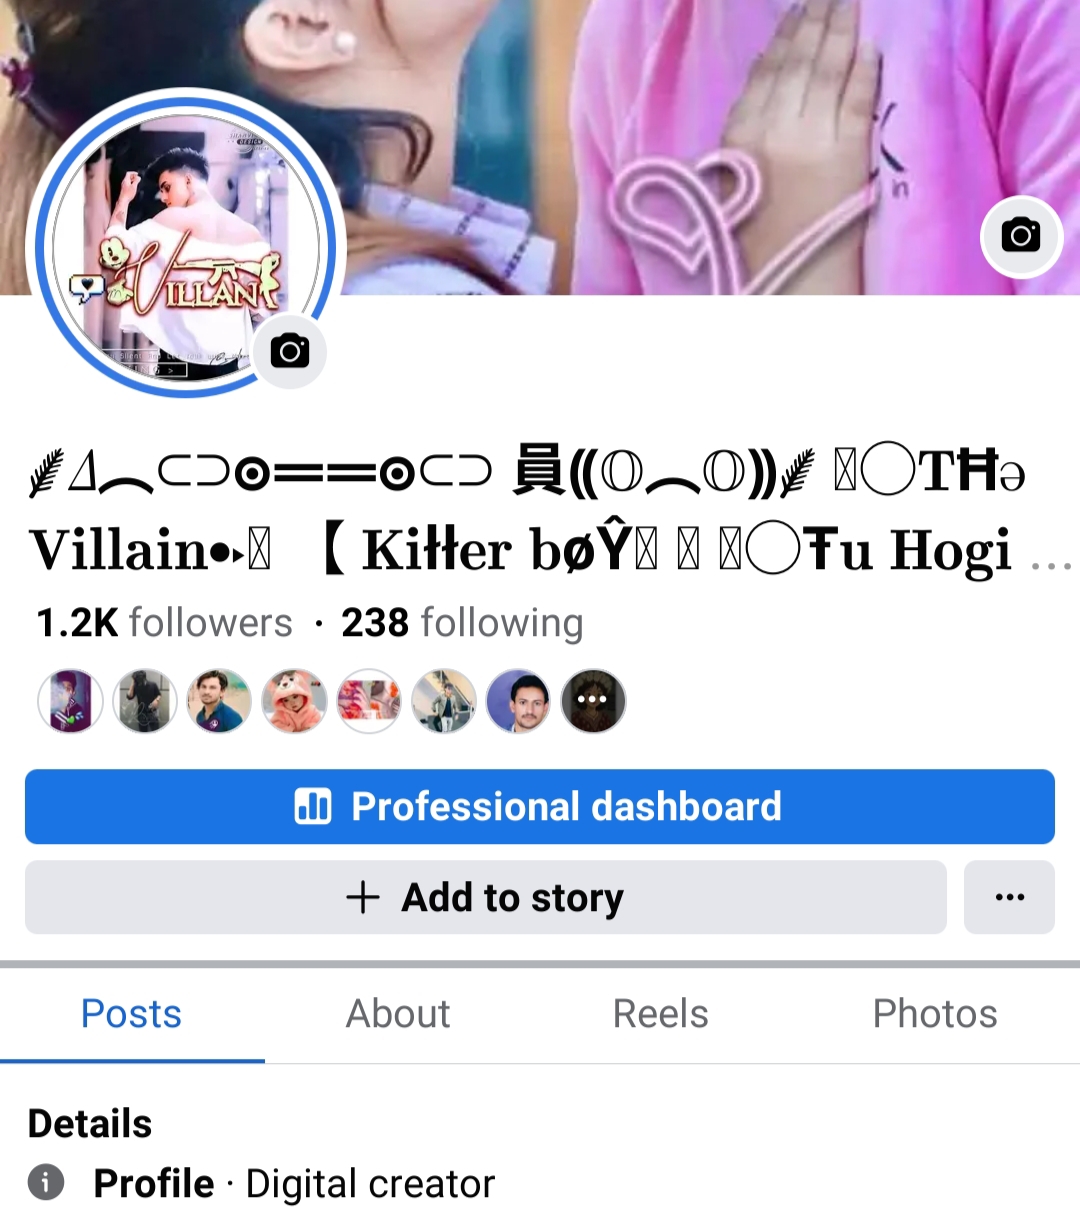 VILLAN
DESIGN
𝛥︵⊂⊃⊙══⊙⊂⊃ 員((𝕆︵𝕆)) ⃝TĦə
Villain•‣ 【 Kiłłer bøŶ ⃝Ŧu Hogi ...
1.2K followers · 238 following
Professional dashboard
+ Add to story
Posts About Reels Photos
Details
Profile · Digital creator